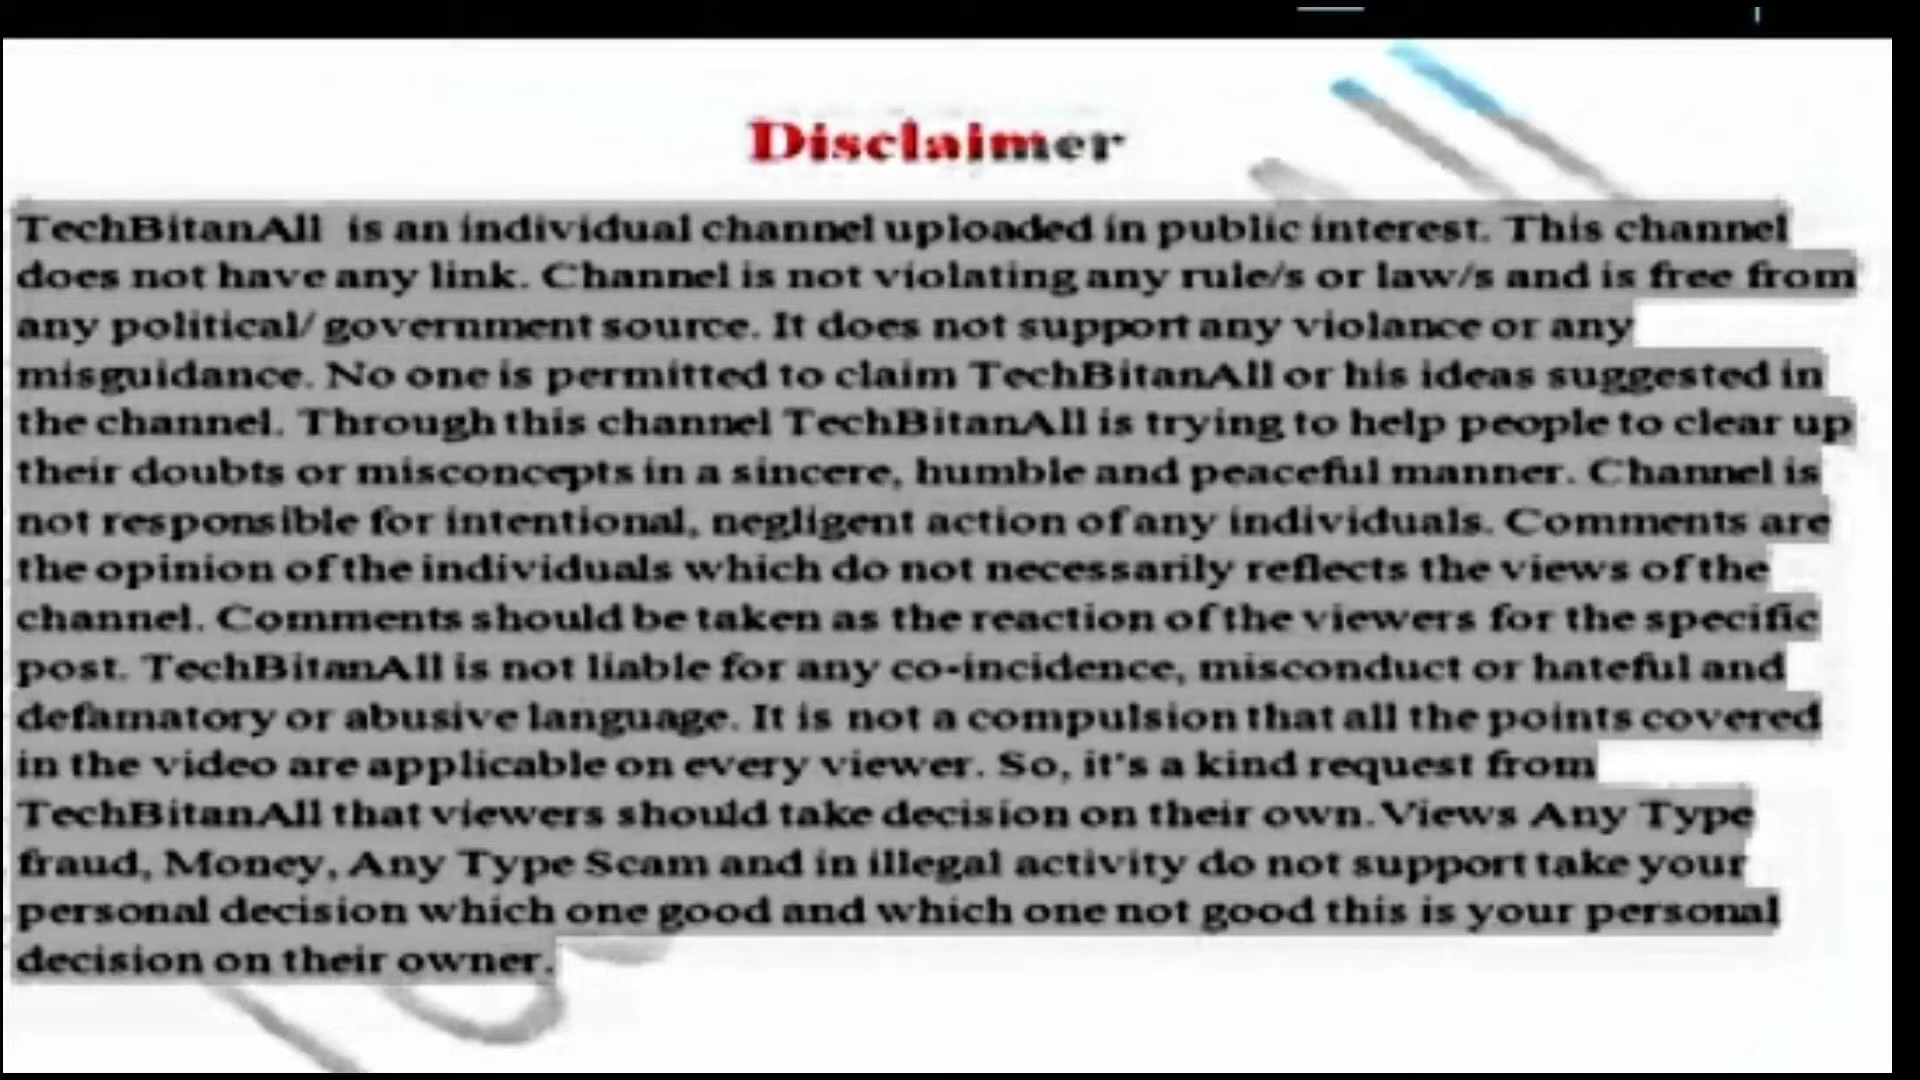 Disclaimer
TechBitanAll is an individual channel uploaded in public interest. This channel
does not have any link. Channel is not violating any rule/s or law/s and is free from
any political/ government source. It does not support any violance or any
misguidance. No one is permitted to claim TechBitanAll or his ideas suggested in
the channel. Through this channel TechBitanAll is trying to help people to clear up
their doubts or misconcepts in a sincere, humble and peaceful manner. Channel is
not responsible for intentional, negligent action of any individuals. Comments are
the opinion of the individuals which do not necessarily reflects the views of the
channel. Comments should be taken as the reaction of the viewers for the specific
post. TechBitanAll is not liable for any co-incidence, misconduct or hateful and
defamatory or abusive language. It is not a compulsion that all the points covered
in the video are applicable on every viewer. So, it's a kind request from
TechBitanAll that viewers should take decision on their own. Views Any Type
fraud, Money, Any Type Scam and in illegal activity do not support take your
personal decision which one good and which one not good this is your personal
decision on their owner.